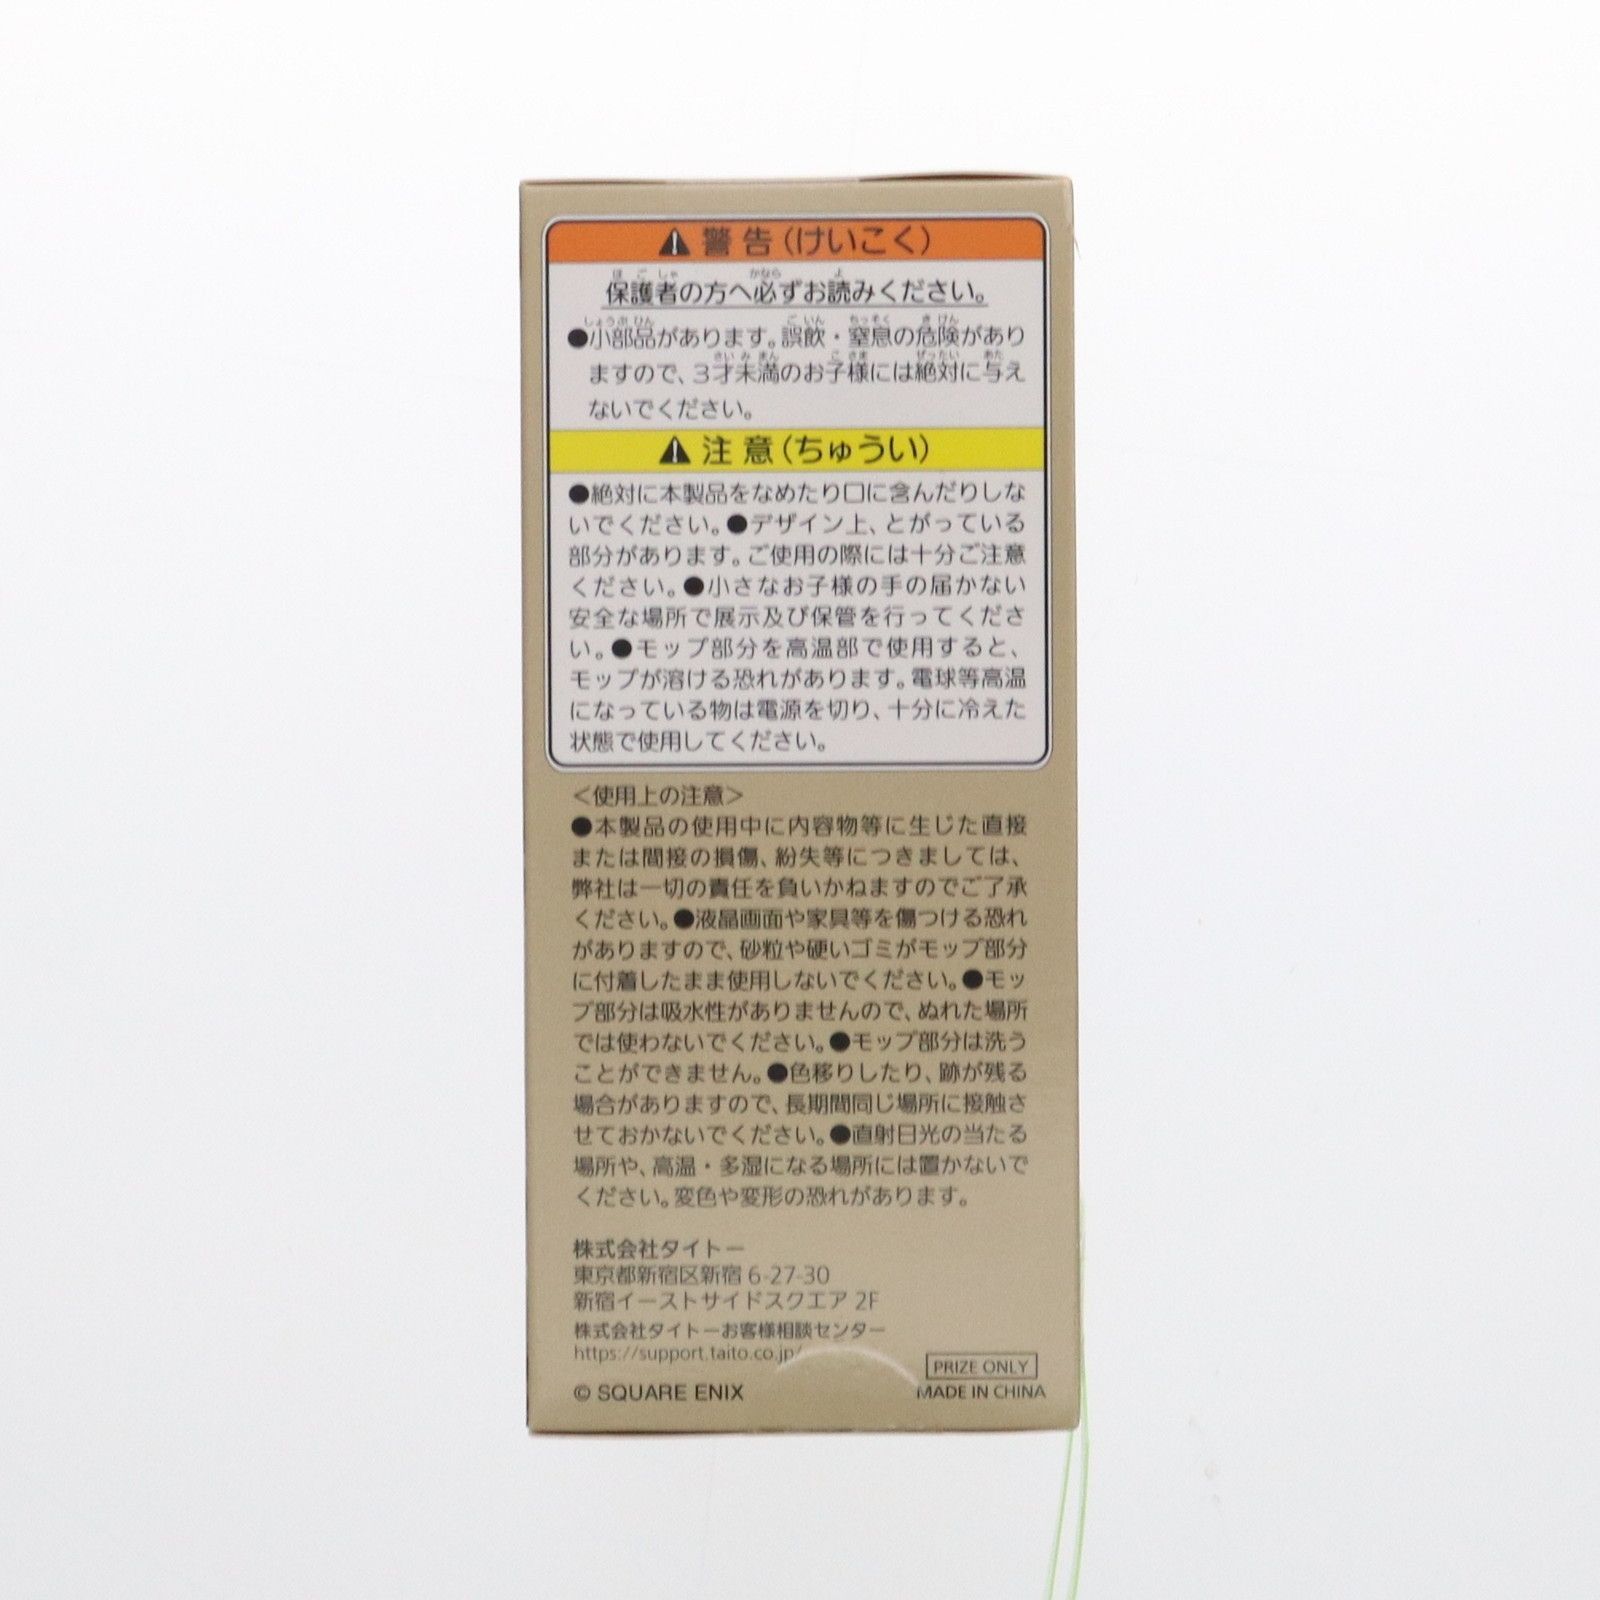 ⚠ 警告(けいこく)
保護者の方へ必ずお読みください。
●小部品があります。誤飲・窒息の危険があり
ますので、3才未満のお子様には絶対に与え
ないでください。
⚠ 注意(ちゅうい)
●絶対に本製品をなめたり口に含んだりしな
いでください。●デザイン上、とがっている
部分があります。ご使用の際には十分ご注意
ください。●小さなお子様の手の届かない
安全な場所で展示及び保管を行ってくださ
い。●モップ部分を高温部で使用すると、
モップが溶ける恐れがあります。電球等高温
になっている物は電源を切り、十分に冷えた
状態で使用してください。
<使用上の注意>
●本製品の使用中に内容物等に生じた直接
または間接の損傷、紛失等につきましては、
弊社は一切の責任を負いかねますのでご了承
ください。●液晶画面や家具等を傷つける恐れ
がありますので、砂粒や硬いゴミがモップ部分
に付着したまま使用しないでください。●モッ
プ部分は吸水性がありませんので、ぬれた場所
では使わないでください。●モップ部分は洗う
ことができません。●色移りしたり、跡が残る
場合がありますので、長期間同じ場所に接触さ
せておかないでください。●直射日光の当たる
場所や、高温・多湿になる場所には置かないで
ください。変色や変形の恐れがあります。
株式会社タイトー
東京都新宿区新宿 6-27-30
新宿イーストサイドスクエア 2F
株式会社タイトーお客様相談センター
https://support.taito.co.jp/
PRIZE ONLY
© SQUARE ENIX
MADE IN CHINA